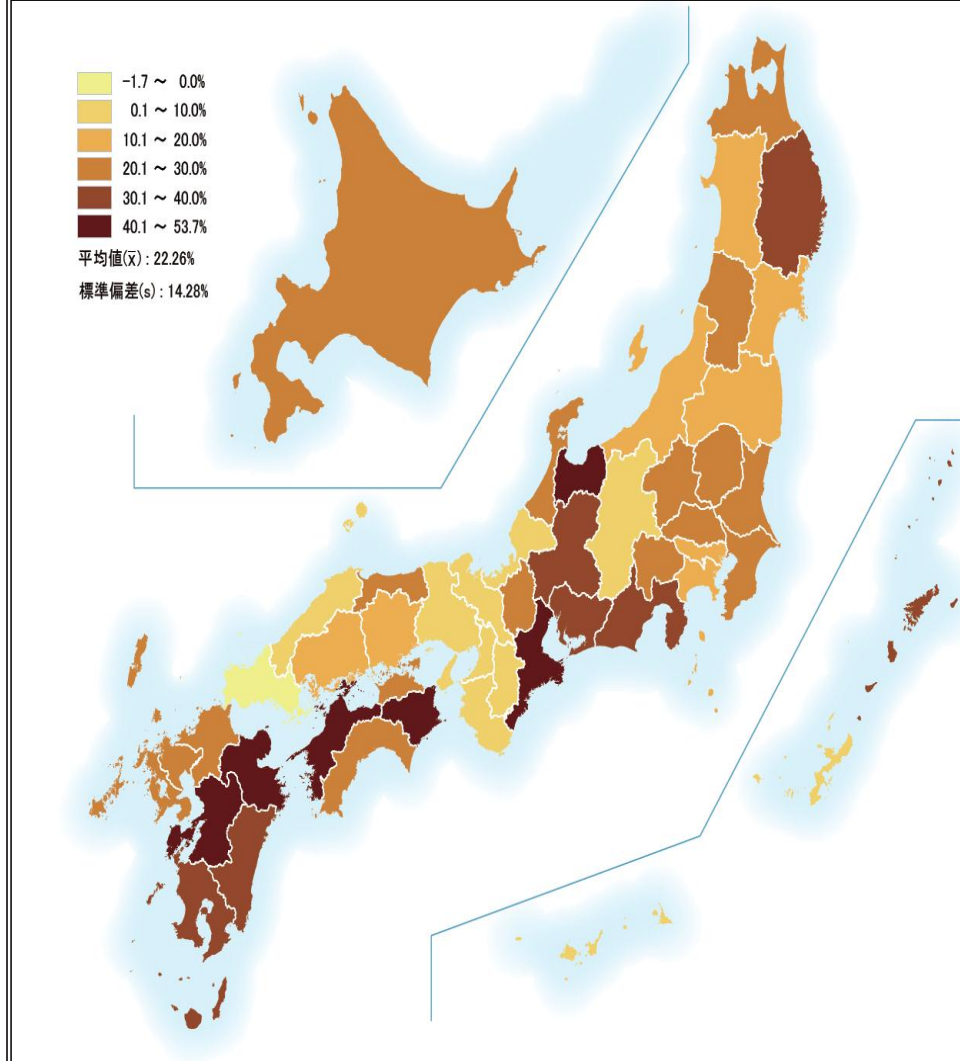 -1.7 ～ 0.0%
0.1 ～ 10.0%
10.1 ～ 20.0%
20.1 ～ 30.0%
30.1 ～ 40.0%
40.1 ～ 53.7%
平均値(x̄) : 22.26%
標準偏差(s) : 14.28%